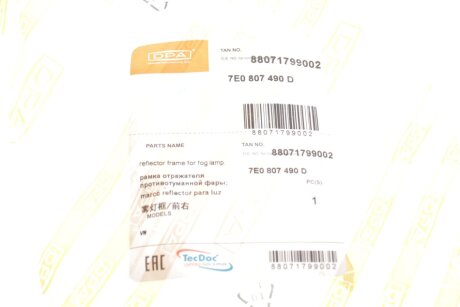 DPA
TAN NO.
88071799002
7E0 807 490 D
88071799002
PARTS NAME
TAN NO.
88071799002
reflector frame for fog lamp
7E0 807 490 D
рамка отражателя
PC(S)
противотуманной фары;
marco reflector para luz
1
雾灯框/前右
MODELS
VW
EAC
TecDoc
88071799002